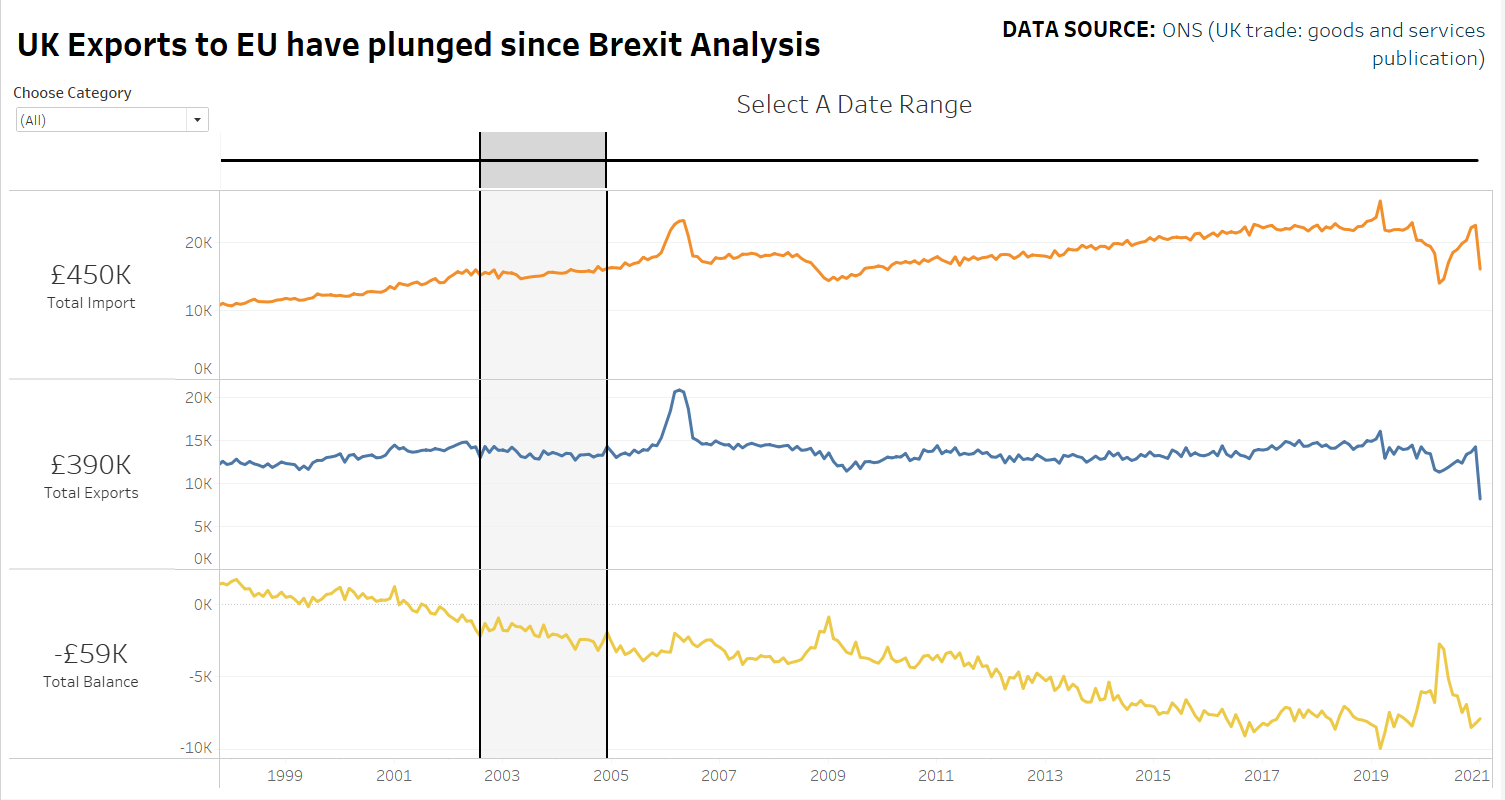 UK Exports to EU have plunged since Brexit Analysis
DATA SOURCE: ONS (UK trade: goods and services
publication)
Choose Category
(All)
Select A Date Range
£450K
Total Import
20K
10K
0K
£390K
Total Exports
20K
15K
10K
5K
0K
-£59K
Total Balance
0K
-5K
-10K
1999 2001 2003 2005 2007 2009 2011 2013 2015 2017 2019 2021